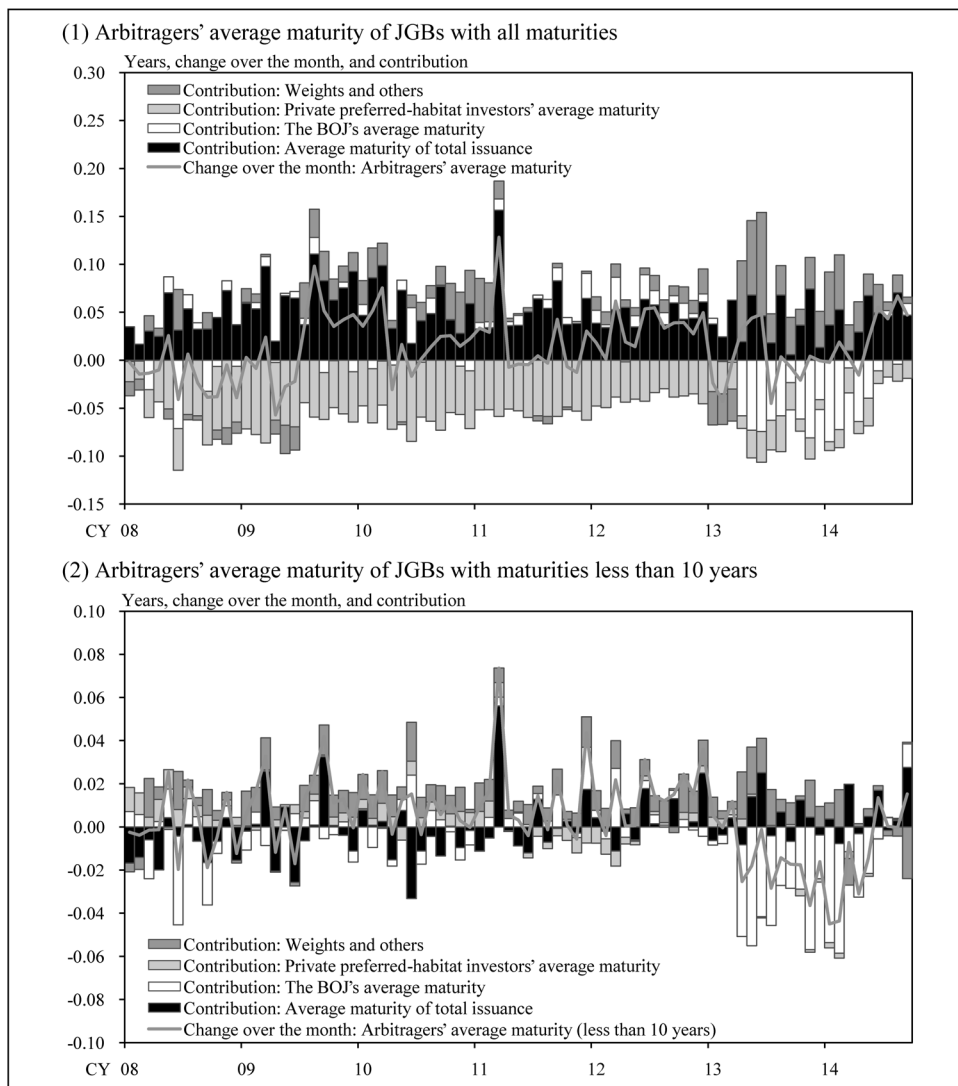 (1) Arbitragers’ average maturity of JGBs with all maturities
Years, change over the month, and contribution
0.30
0.25
0.20
0.15
0.10
0.05
0.00
-0.05
-0.10
-0.15
Contribution: Weights and others
Contribution: Private preferred-habitat investors’ average maturity
Contribution: The BOJ’s average maturity
Contribution: Average maturity of total issuance
Change over the month: Arbitragers’ average maturity
CY 08 09 10 11 12 13 14
(2) Arbitragers’ average maturity of JGBs with maturities less than 10 years
Years, change over the month, and contribution
0.10
0.08
0.06
0.04
0.02
0.00
-0.02
-0.04
-0.06
-0.08
-0.10
Contribution: Weights and others
Contribution: Private preferred-habitat investors’ average maturity
Contribution: The BOJ’s average maturity
Contribution: Average maturity of total issuance
Change over the month: Arbitragers’ average maturity (less than 10 years)
CY 08 09 10 11 12 13 14